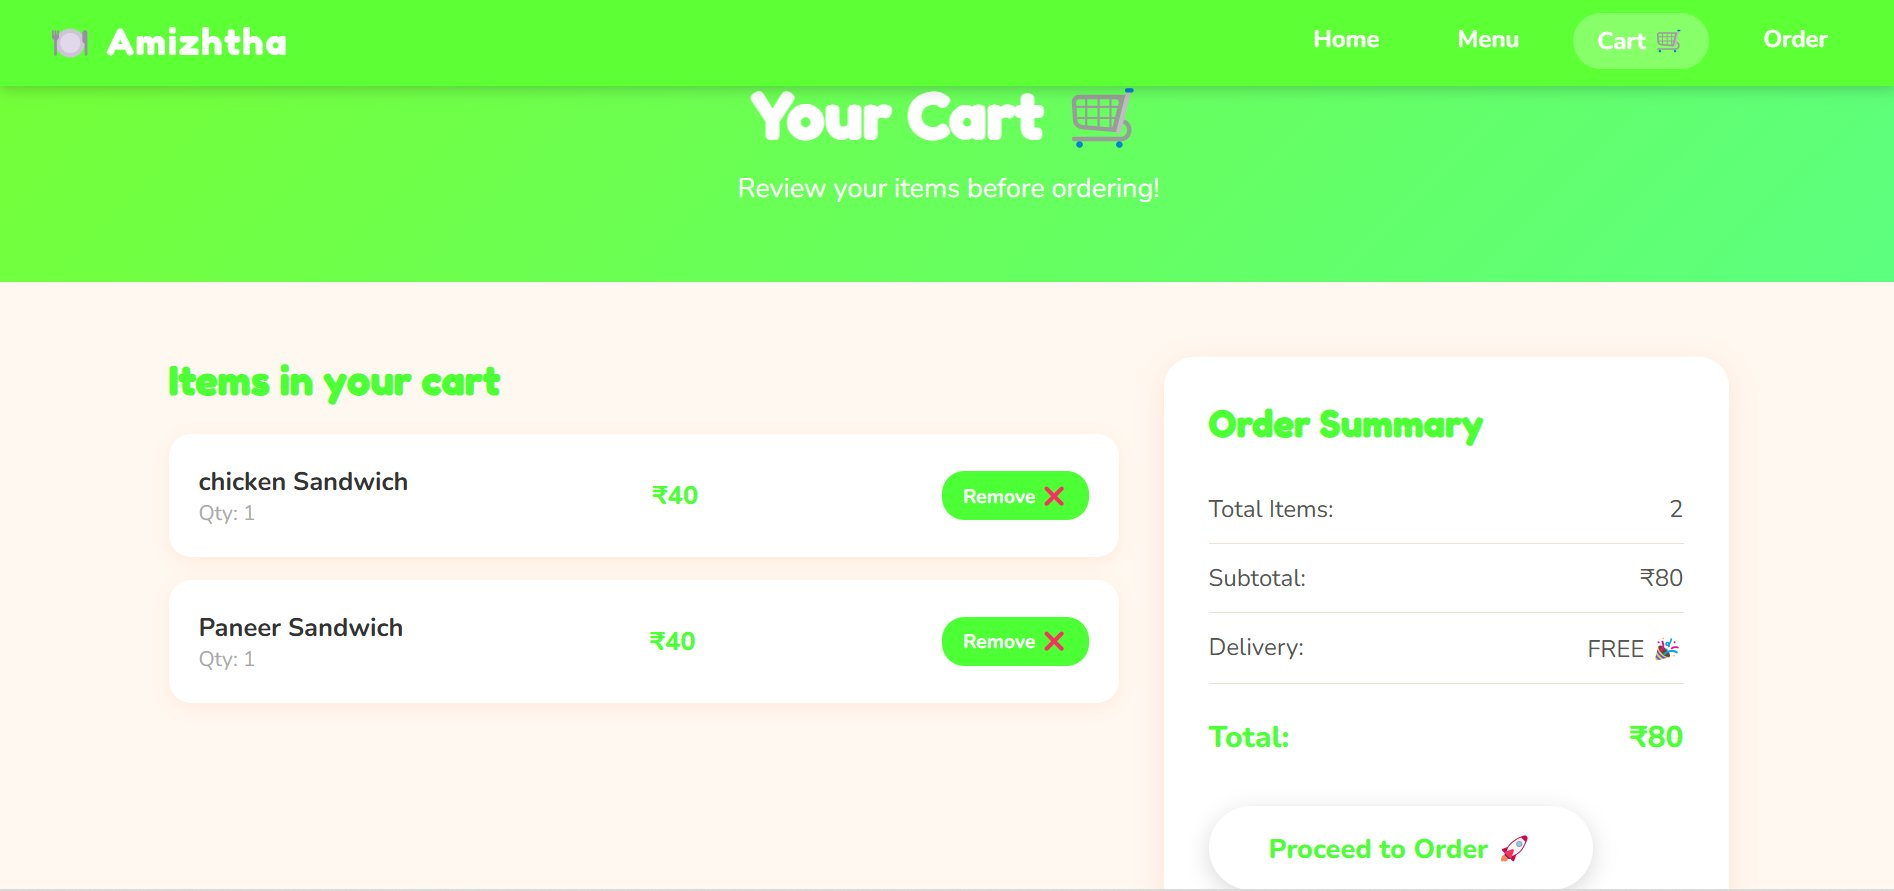 Amizhtha
Home Menu Cart Order
Your Cart
Review your items before ordering!
Items in your cart
chicken Sandwich
Qty: 1
₹40
Remove
Paneer Sandwich
Qty: 1
₹40
Remove
Order Summary
Total Items: 2
Subtotal: ₹80
Delivery: FREE
Total: ₹80
Proceed to Order